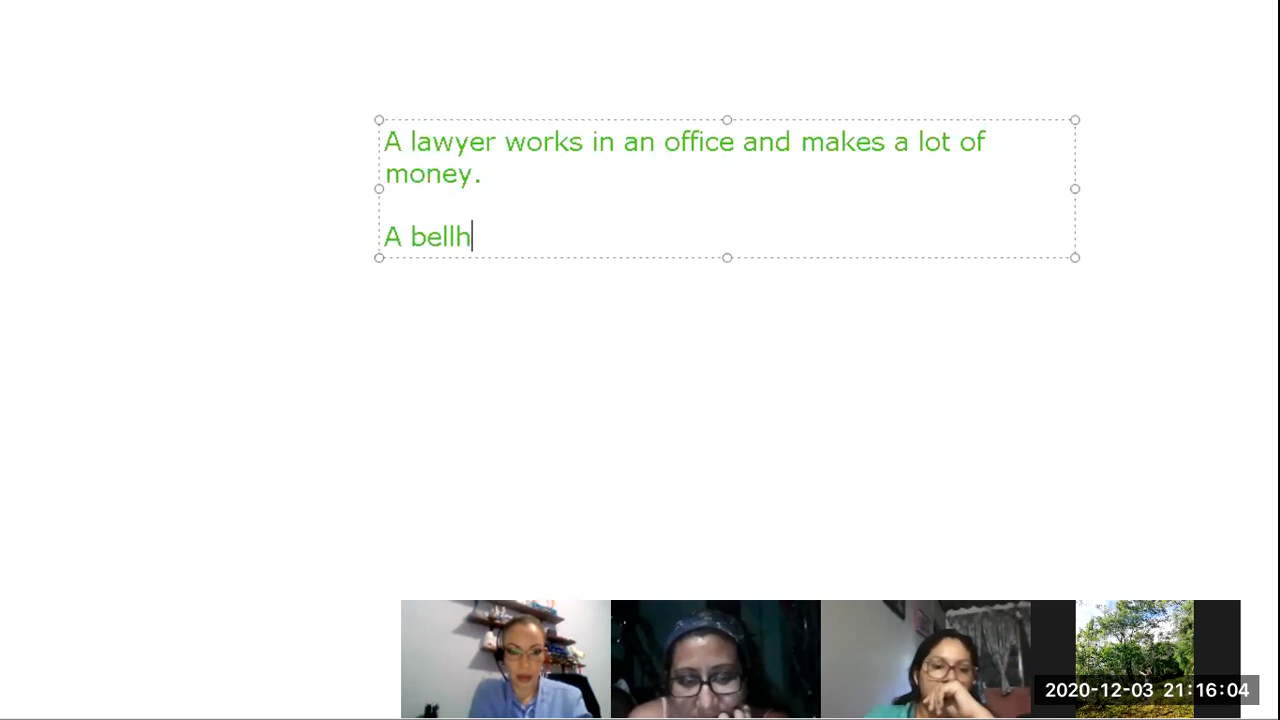 A lawyer works in an office and makes a lot of
money.
A bellh
2020-12-03 21:16:04